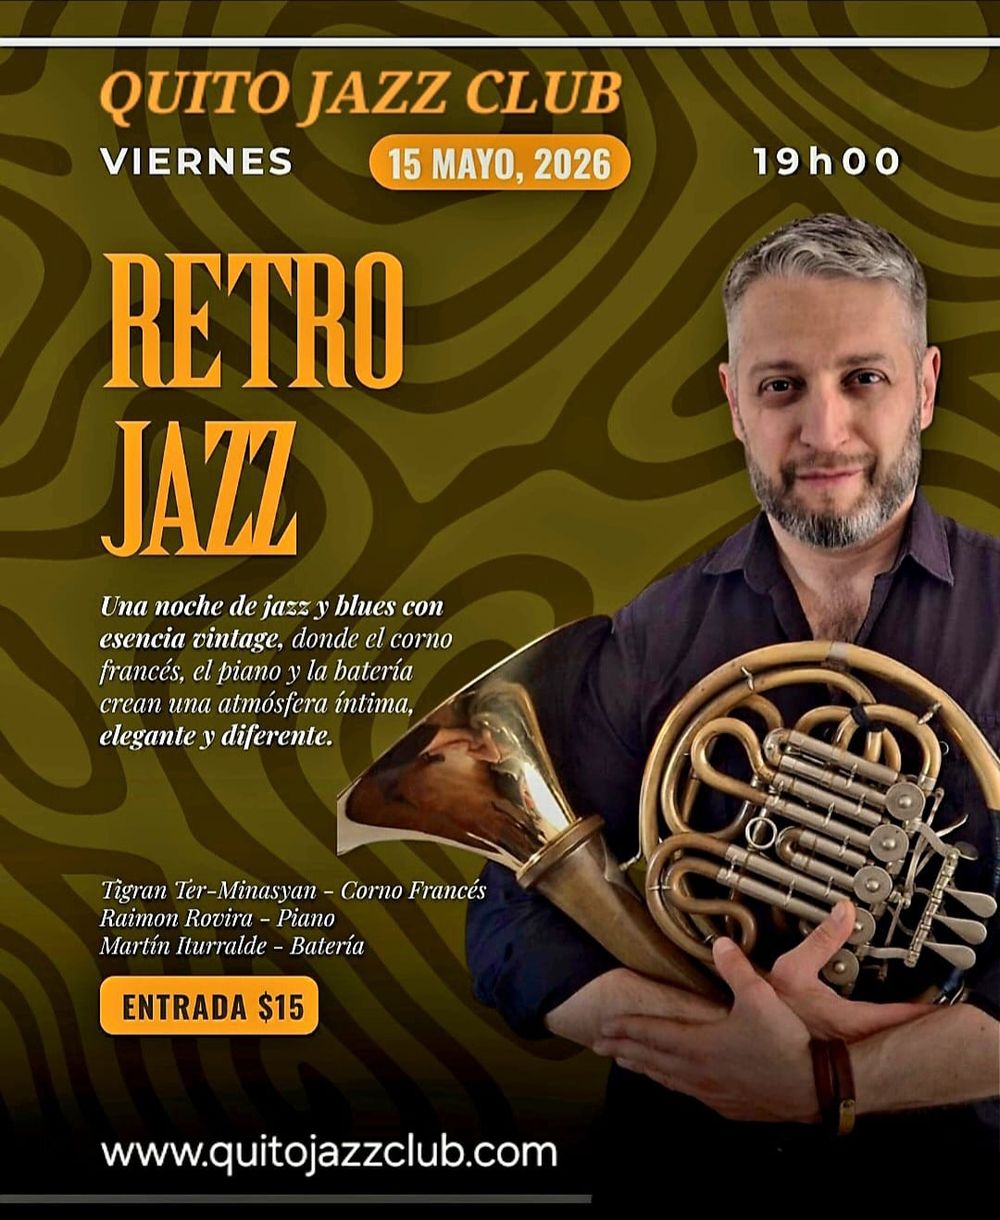 QUITO JAZZ CLUB
VIERNES 15 MAYO, 2026 19h00
RETRO
JAZZ
Una noche de jazz y blues con
esencia vintage, donde el corno
francés, el piano y la batería
crean una atmósfera íntima,
elegante y diferente.
Tigran Ter-Minasyan - Corno Francés
Raimon Rovira - Piano
Martín Iturralde - Batería
ENTRADA $15
www.quitojazzclub.com